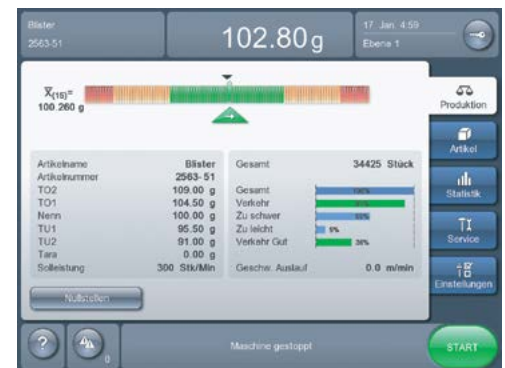 Blister
2563-51
102.80g
17. Jan. 4:59
Ebene 1
X(15)=
100.260 g
Produktion
Artikel
Statistik
Service
Einstellungen
Artikelname Blister
Artikelnummer 2563-51
TO2 109.00 g
TO1 104.50 g
Nenn 100.00 g
TU1 95.50 g
TU2 91.00 g
Tara 0.00 g
Solleistung 300 Stk/Min
Gesamt 34425 Stück
Gesamt 100%
Verkehr
Zu schwer
Zu leicht 5%
Verkehr Gut 38%
Geschw. Auslauf 0.0 m/min
Nullstellen
? 0
Maschine gestoppt
START